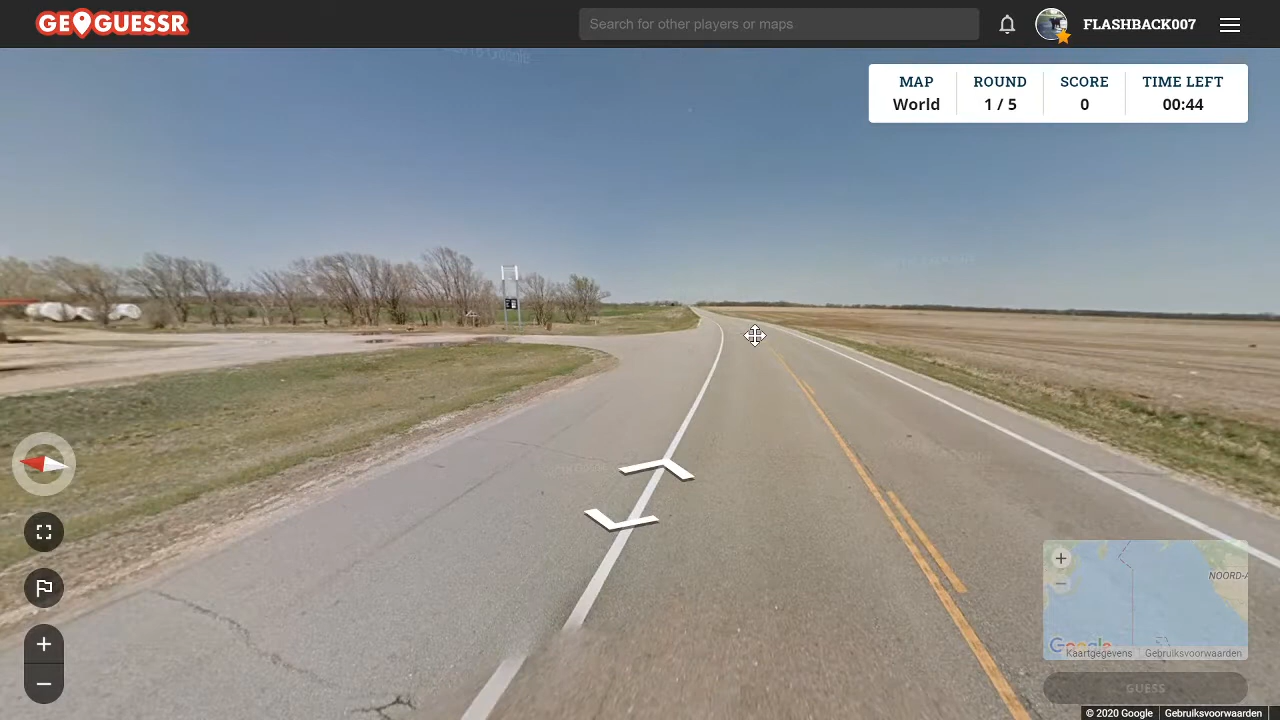 GEOGUESSR
Search for other players or maps
FLASHBACK007
MAP
World
ROUND
1 / 5
SCORE
0
TIME LEFT
00:44
NOORD-A
Google
Kaartgegevens
Gebruiksvoorwaarden
GUESS
© 2020 Google
Gebruiksvoorwaarden